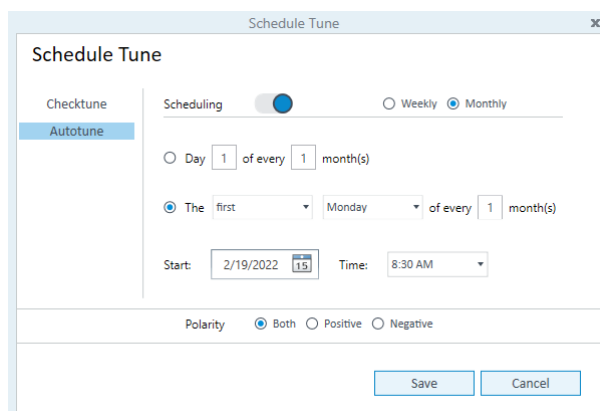 Schedule Tune x
Schedule Tune
Checktune
Autotune
Scheduling Weekly Monthly
Day 1 of every 1 month(s)
The first Monday of every 1 month(s)
Start: 2/19/2022 15 Time: 8:30 AM
Polarity Both Positive Negative
Save Cancel